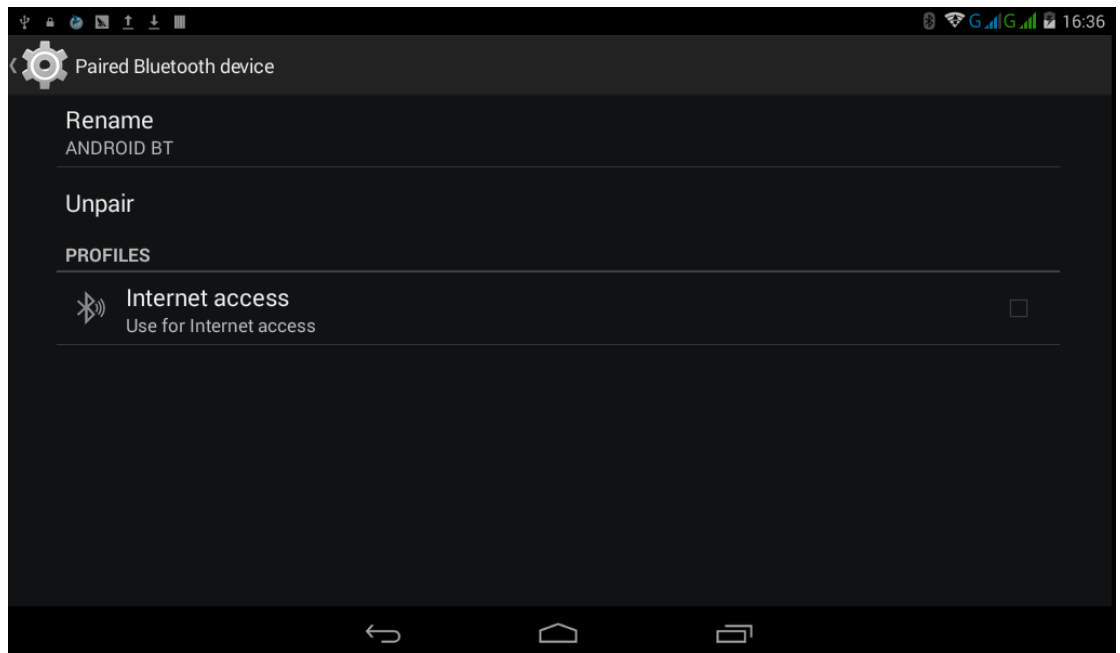 G G 16:36
Paired Bluetooth device
Rename
ANDROID BT
Unpair
PROFILES
Internet access
Use for Internet access